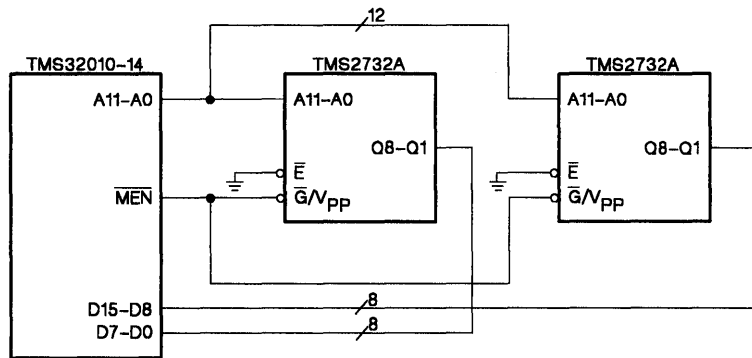 12
TMS32010-14
A11-A0
MEN
D15-D8
D7-D0
TMS2732A
A11-A0
Q8-Q1
E
G/VPP
TMS2732A
A11-A0
Q8-Q1
E
G/VPP
8
8